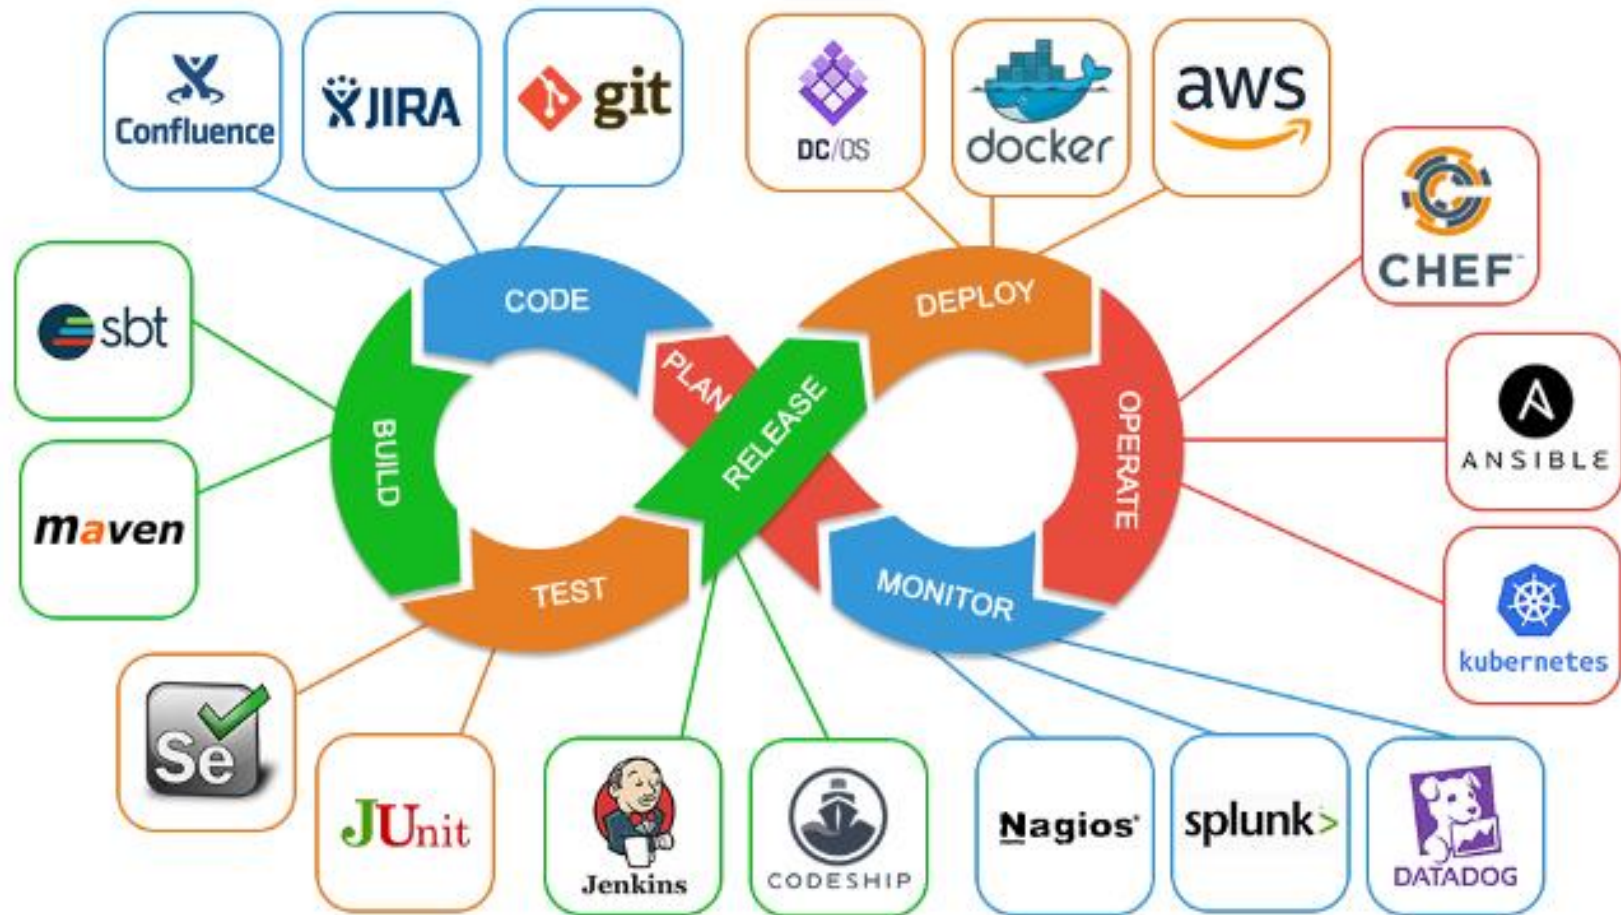 Confluence
JIRA
git
DC/OS
docker
aws
CHEF
sbt
CODE
DEPLOY
PLAN
RELEASE
BUILD
OPERATE
ANSIBLE
maven
TEST
MONITOR
kubernetes
Se
JUnit
Jenkins
CODESHIP
Nagios®
splunk>
DATADOG